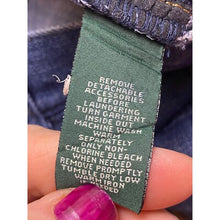 REMOVE
DETACHABLE
ACCESSORIES
BEFORE
LAUNDERING
TURN GARMENT
INSIDE OUT
MACHINE WASH
WARM
SEPARATELY
ONLY NON-
CHLORINE BLEACH
WHEN NEEDED
REMOVE PROMPTLY
TUMBLE DRY LOW
WARM IRON